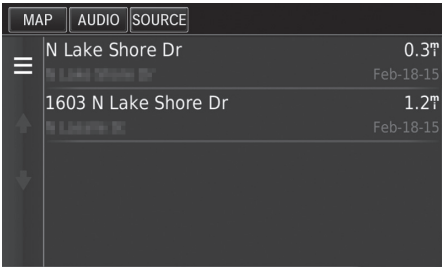 MAP AUDIO SOURCE
N Lake Shore Dr 0.3mi
Feb-18-15
1603 N Lake Shore Dr 1.2mi
Feb-18-15